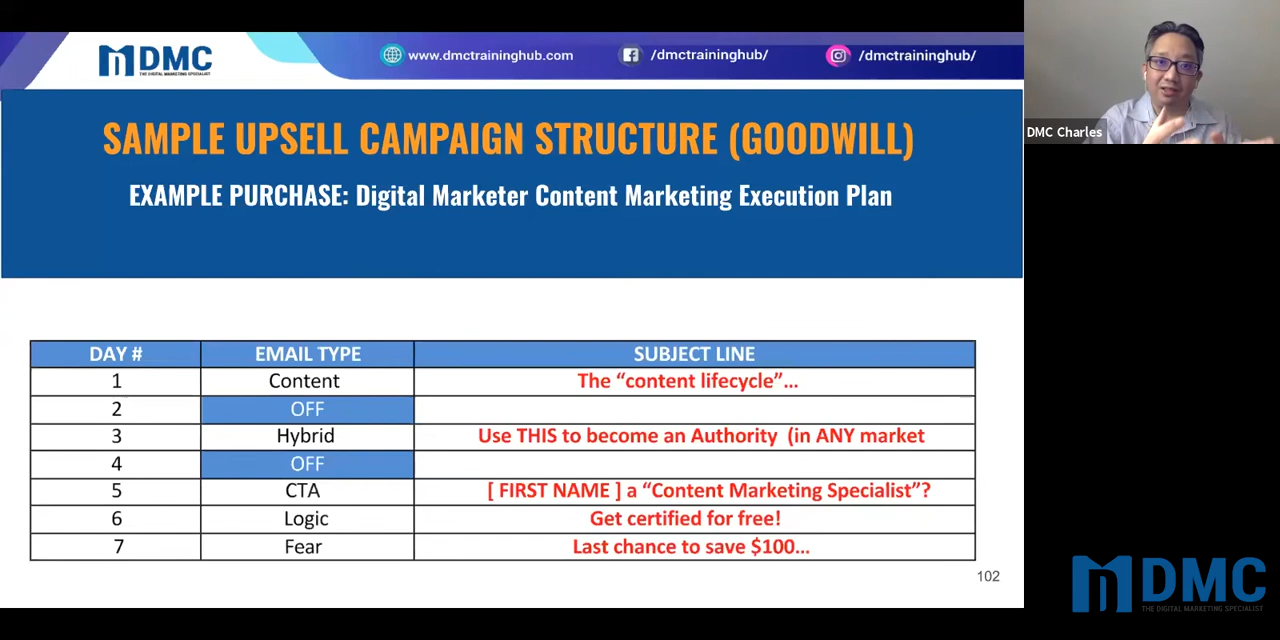 DMC
THE DIGITAL MARKETING SPECIALIST
www.dmctraininghub.com
/dmctraininghub/
/dmctraininghub/
DMC Charles
SAMPLE UPSELL CAMPAIGN STRUCTURE (GOODWILL)
EXAMPLE PURCHASE: Digital Marketer Content Marketing Execution Plan
DAY # EMAIL TYPE SUBJECT LINE
1 Content The “content lifecycle”...
2 OFF
3 Hybrid Use THIS to become an Authority (in ANY market
4 OFF
5 CTA [ FIRST NAME ] a “Content Marketing Specialist”?
6 Logic Get certified for free!
7 Fear Last chance to save $100...
102
DMC
THE DIGITAL MARKETING SPECIALIST